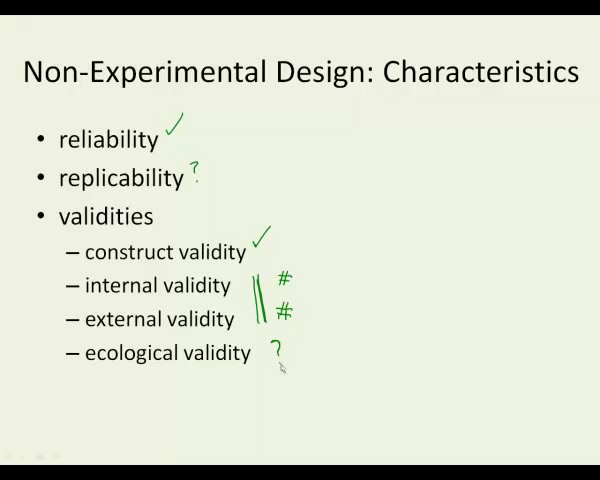 Non-Experimental Design: Characteristics
• reliability ✓
• replicability ?
• validities
– construct validity ✓
– internal validity #
– external validity #
– ecological validity ?